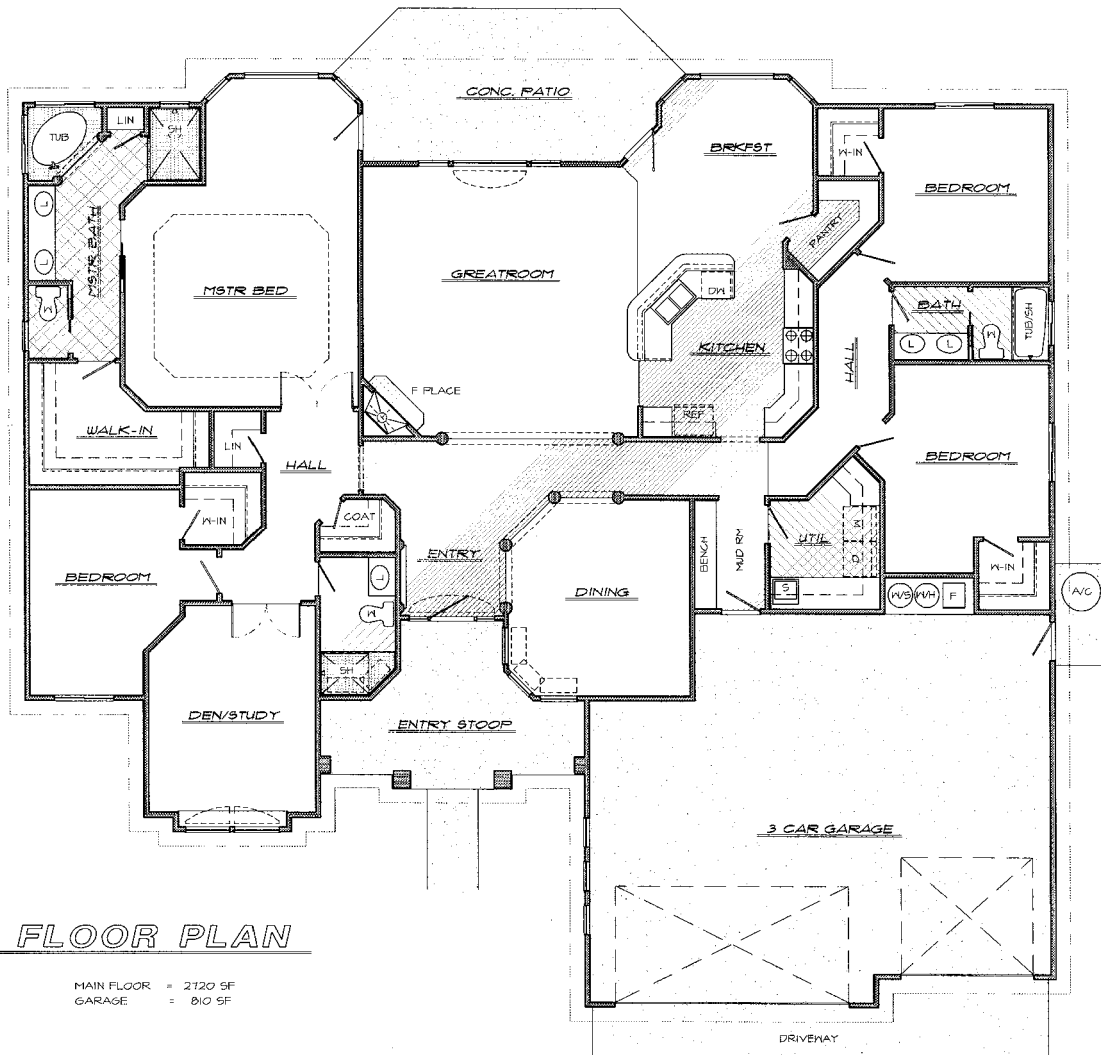 CONC. PATIO
TUB
LIN
SH
BRKFST
W-IN
BEDROOM
L
L
MSTR BATH
W
MSTR BED
GREATROOM
DW
PANTRY
KITCHEN
BATH
L
L
W
TUB/SH
HALL
F PLACE
REF
WALK-IN
LIN
HALL
BEDROOM
W-IN
COAT
ENTRY
BENCH
MUD RM
UTIL
W
D
S
W/S
W/H
F
W-IN
A/C
BEDROOM
L
W
SH
DINING
DEN/STUDY
ENTRY STOOP
3 CAR GARAGE
FLOOR PLAN
MAIN FLOOR = 2720 SF
GARAGE : 810 SF
DRIVEWAY